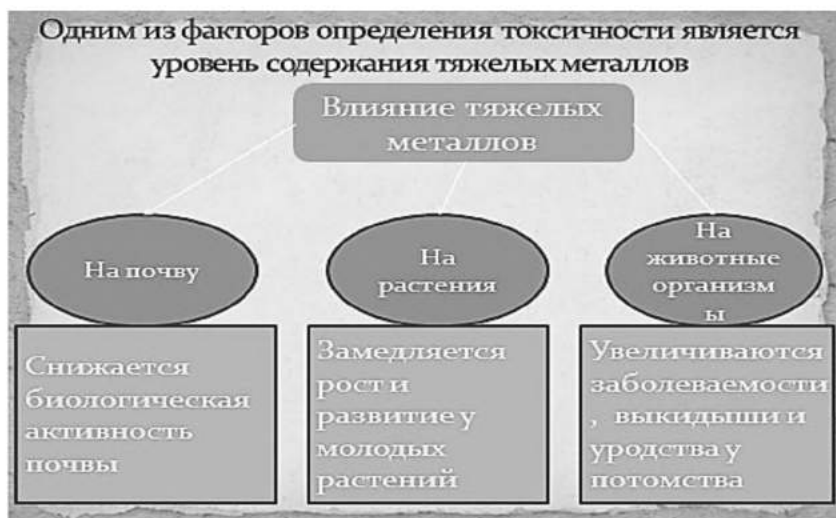 Одним из факторов определения токсичности является
уровень содержания тяжелых металлов
Влияние тяжелых
металлов
На почву
На
растения
На
животные
организм
ы
Снижается
биологическая
активность
почвы
Замедляется
рост и
развитие у
молодых
растений
Увеличиваются
заболеваемости
, выкидыши и
уродства у
потомства